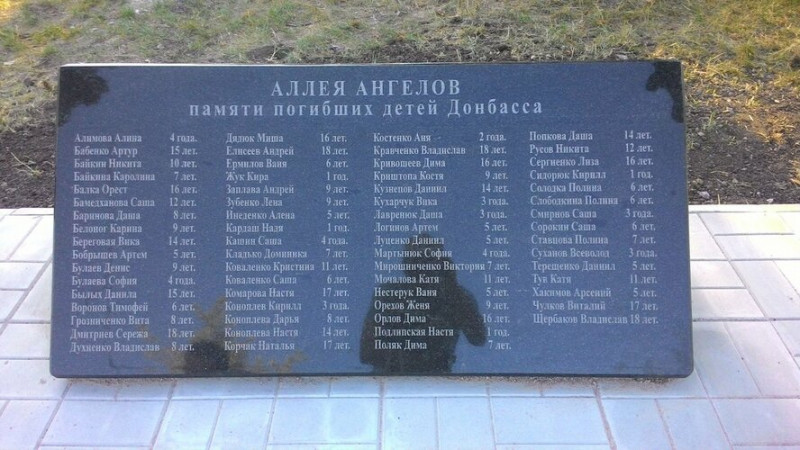 АЛЛЕЯ АНГЕЛОВ
памяти погибших детей Донбасса
Алимова Алина 4 года.
Бабенко Артур 15 лет.
Байкин Никита 10 лет.
Байкина Каролина 7 лет.
Балка Орест 16 лет.
Бамедханова Саша 12 лет.
Баринова Даша 8 лет.
Белоног Карина 9 лет.
Береговая Вика 14 лет.
Бобрышев Артем 5 лет.
Булаев Денис 9 лет.
Булаева София 4 года.
Былых Данила 15 лет.
Воронов Тимофей 6 лет.
Грозниченко Вита 8 лет.
Дмитриев Сережа 18 лет.
Духненко Владислав 8 лет.
Дядюк Миша 16 лет.
Елисеев Андрей 18 лет.
Ермилов Ваня 6 лет.
Жук Кира 1 год.
Заплава Андрей 9 лет.
Зубенко Лена 9 лет.
Инеденко Алена 5 лет.
Кардаш Надя 1 год.
Кашин Саша 4 года.
Кладько Доминика 7 лет.
Коваленко Кристина 11 лет.
Коваленко Саша 6 лет.
Комарова Настя 17 лет.
Коноплев Кирилл 3 года.
Коноплева Дарья 8 лет.
Коноплева Настя 14 лет.
Корчак Наталья 17 лет.
Костенко Аня 2 года.
Кравченко Владислав 18 лет.
Кривошеев Дима 16 лет.
Криштопа Костя 9 лет.
Кузнецов Даниил 14 лет.
Кухарчук Вика 3 года.
Лавренюк Даша 3 года.
Логинов Артем 5 лет.
Луценко Даниил 5 лет.
Мартынюк София 4 года.
Мирошниченко Виктория 7 лет.
Мочалова Катя 11 лет.
Нестерук Ваня 5 лет.
Орехов Женя 9 лет.
Орлов Дима 16 лет.
Подлипская Настя 1 год.
Поляк Дима 7 лет.
Попкова Даша 14 лет.
Русов Никита 12 лет.
Сергиенко Лиза 16 лет.
Сидорюк Кирилл 1 год.
Солодка Полина 6 лет.
Слободкина Полина 6 лет.
Смирнов Саша 3 года.
Сорокин Саша 6 лет.
Ставцова Полина 7 лет.
Суханов Всеволод 3 года.
Терещенко Даниил 5 лет.
Тув Катя 11 лет.
Хакимов Арсений 5 лет.
Чулков Виталий 17 лет.
Щербаков Владислав 18 лет.